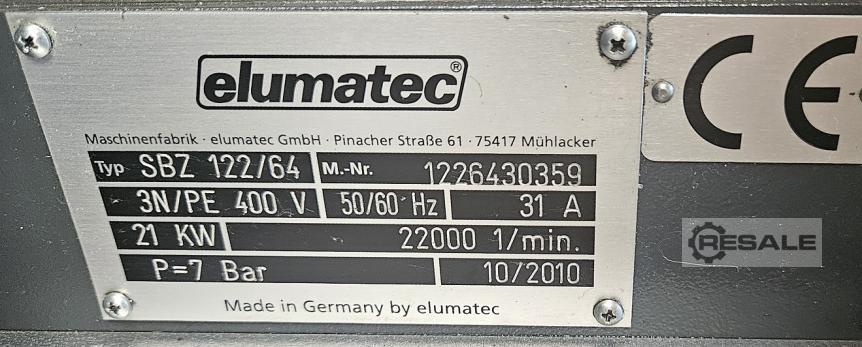 elumatec®
Maschinenfabrik · elumatec GmbH · Pinacher Straße 61 · 75417 Mühlacker
Typ SBZ 122/64 M.-Nr. 1226430359
3N/PE 400 V 50/60 Hz 31 A
21 KW 22000 1/min.
P=7 Bar 10/2010
Made in Germany by elumatec
CE
RESALE